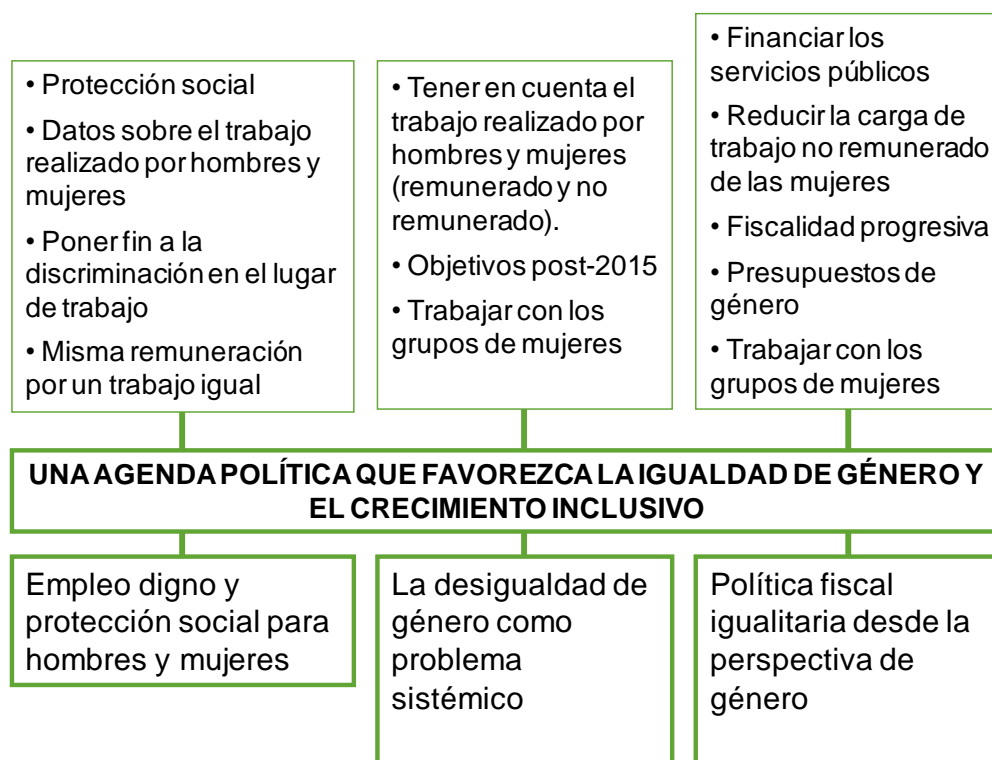 • Protección social
• Datos sobre el trabajo
realizado por hombres y
mujeres
• Poner fin a la
discriminación en el lugar
de trabajo
• Misma remuneración
por un trabajo igual
• Tener en cuenta el
trabajo realizado por
hombres y mujeres
(remunerado y no
remunerado).
• Objetivos post-2015
• Trabajar con los
grupos de mujeres
• Financiar los
servicios públicos
• Reducir la carga de
trabajo no remunerado
de las mujeres
• Fiscalidad progresiva
• Presupuestos de
género
• Trabajar con los
grupos de mujeres
UNA AGENDA POLÍTICA QUE FAVOREZCA LA IGUALDAD DE GÉNERO Y
EL CRECIMIENTO INCLUSIVO
Empleo digno y
protección social para
hombres y mujeres
La desigualdad de
género como
problema
sistémico
Política fiscal
igualitaria desde la
perspectiva de
género